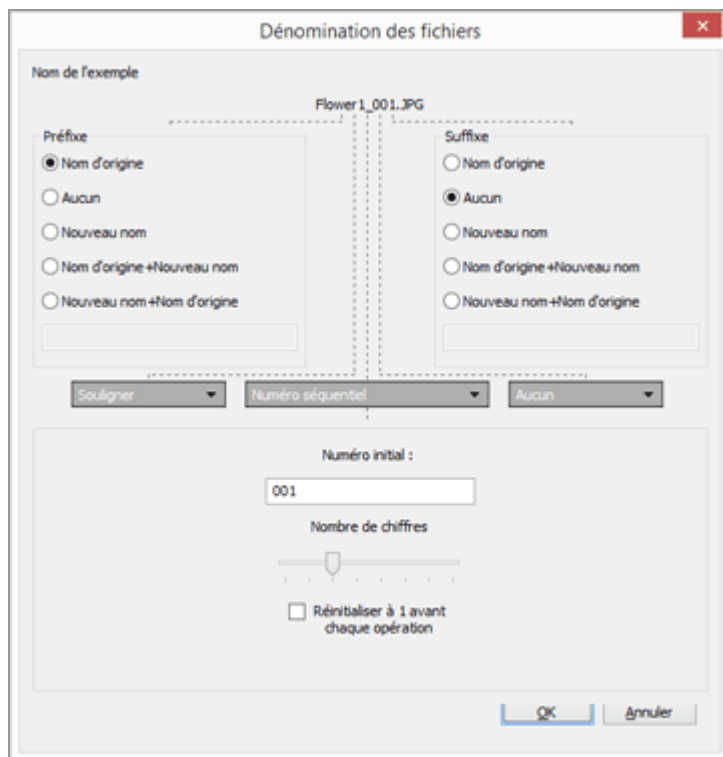 Dénomination des fichiers
Nom de l'exemple
Flower1_001.JPG
Préfixe
Nom d'origine
Aucun
Nouveau nom
Nom d'origine+Nouveau nom
Nouveau nom+Nom d'origine
Suffixe
Nom d'origine
Aucun
Nouveau nom
Nom d'origine+Nouveau nom
Nouveau nom+Nom d'origine
Souligner
Numéro séquentiel
Aucun
Numéro initial :
001
Nombre de chiffres
Réinitialiser à 1 avant
chaque opération
OK
Annuler